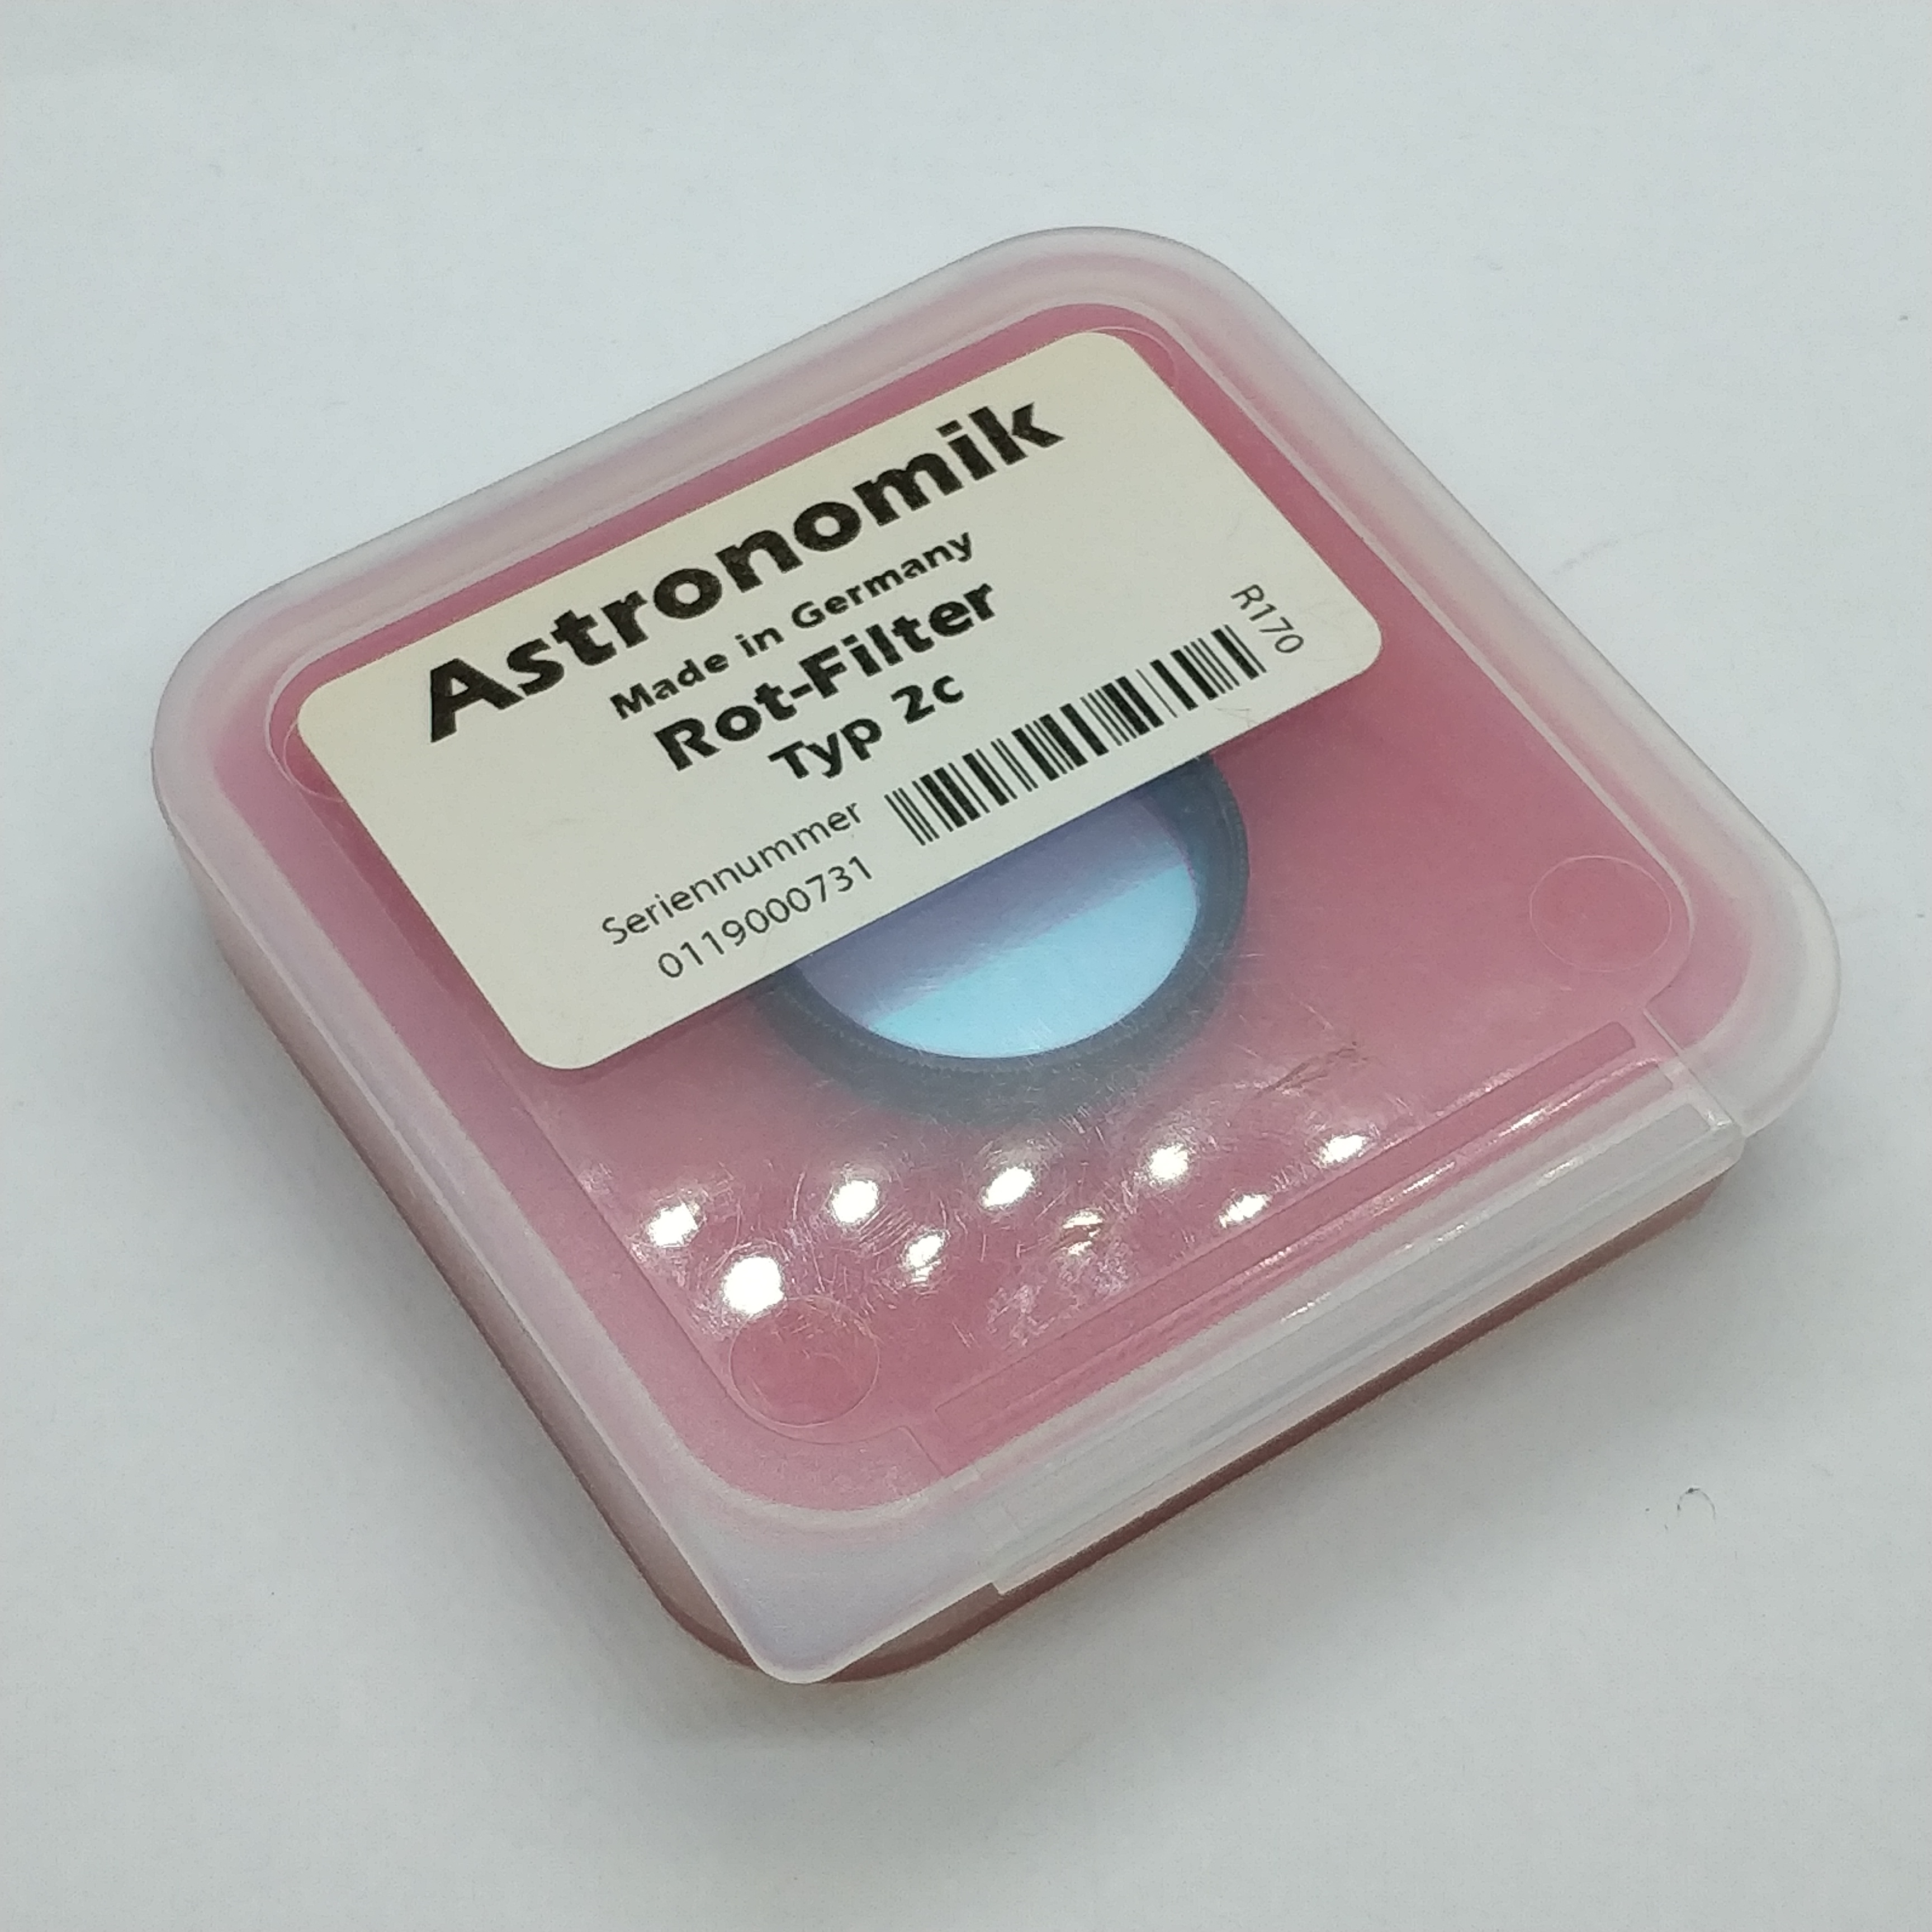 Astronomik
Made in Germany
Rot-Filter
Typ 2c
Seriennummer
0119000731
R170